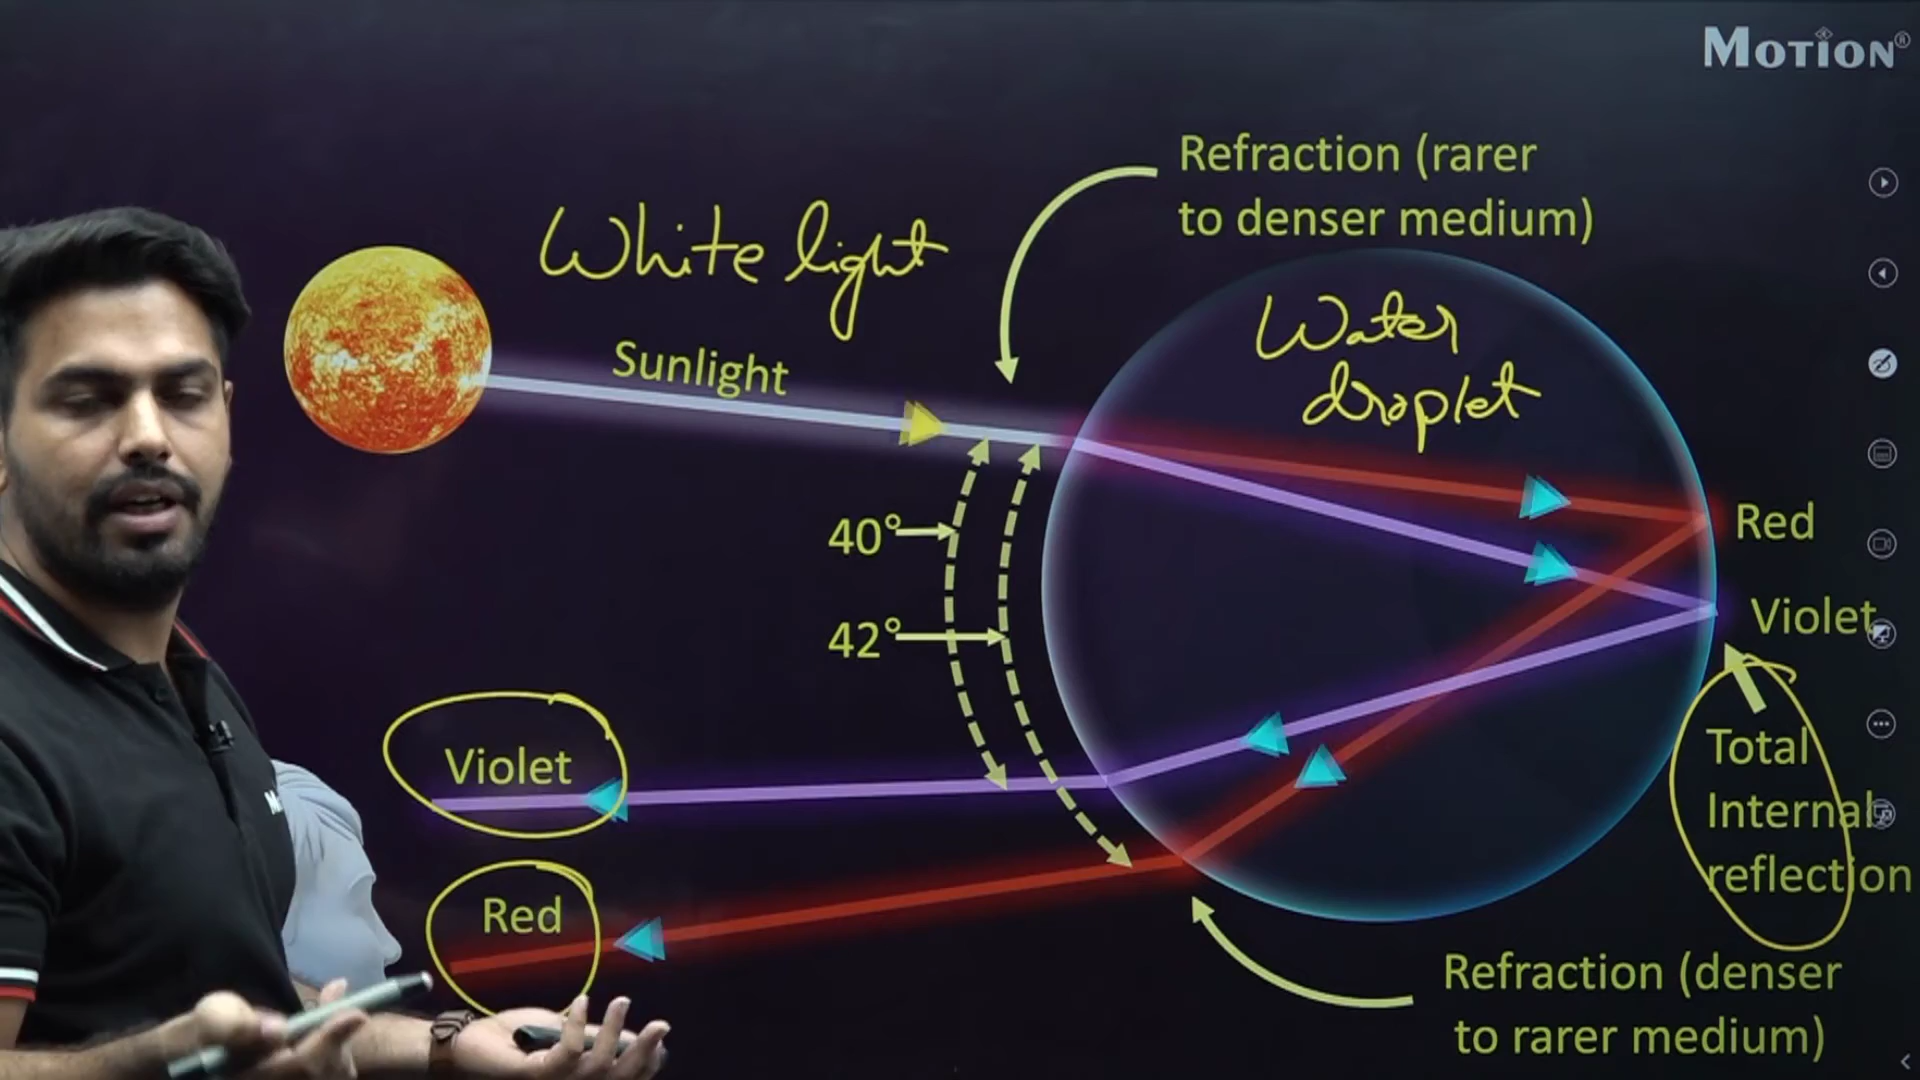 MOTION®
Refraction (rarer
to denser medium)
White light
Sunlight
Water
droplet
40°
42°
Red
Violet
Violet
Red
Total
Internal
reflection
Refraction (denser
to rarer medium)